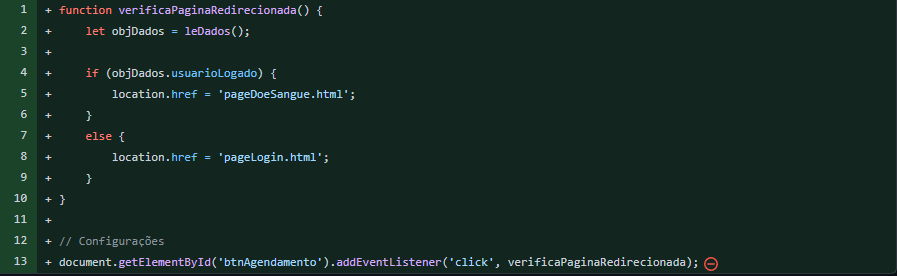 1 + function verificaPaginaRedirecionada() {
2 + let objDados = leDados();
3 +
4 + if (objDados.usuarioLogado) {
5 + location.href = 'pageDoeSangue.html';
6 + }
7 + else {
8 + location.href = 'pageLogin.html';
9 + }
10 + }
11 +
12 + // Configurações
13 + document.getElementById('btnAgendamento').addEventListener('click', verificaPaginaRedirecionada);